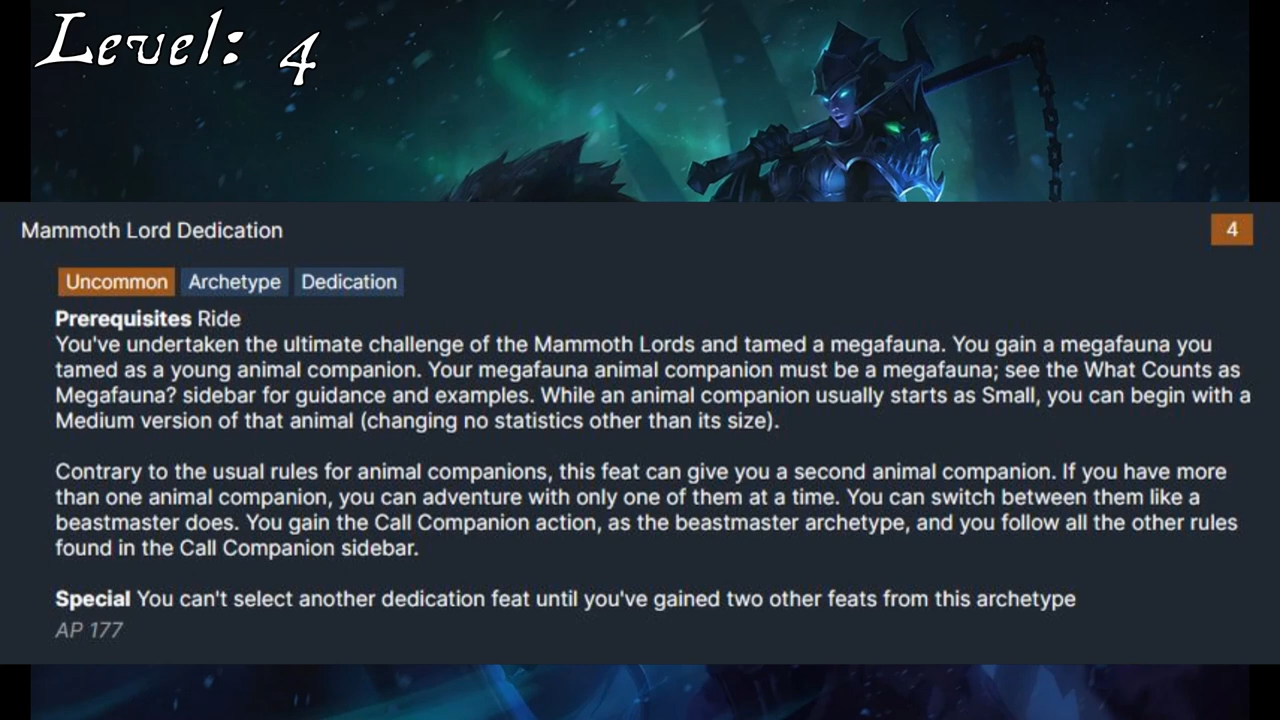 Level: 4
Mammoth Lord Dedication
4
Uncommon Archetype Dedication
Prerequisites Ride
You've undertaken the ultimate challenge of the Mammoth Lords and tamed a megafauna. You gain a megafauna you
tamed as a young animal companion. Your megafauna animal companion must be a megafauna; see the What Counts as
Megafauna? sidebar for guidance and examples. While an animal companion usually starts as Small, you can begin with a
Medium version of that animal (changing no statistics other than its size).
Contrary to the usual rules for animal companions, this feat can give you a second animal companion. If you have more
than one animal companion, you can adventure with only one of them at a time. You can switch between them like a
beastmaster does. You gain the Call Companion action, as the beastmaster archetype, and you follow all the other rules
found in the Call Companion sidebar.
Special You can't select another dedication feat until you've gained two other feats from this archetype
AP 177